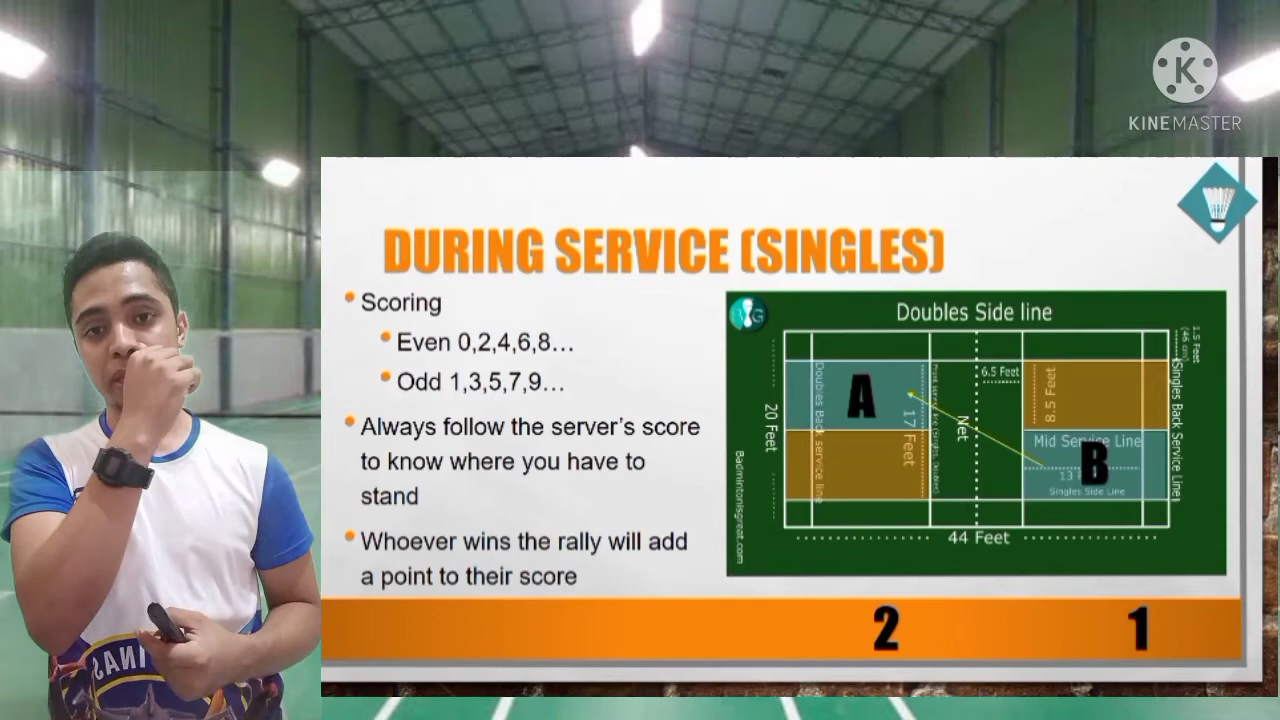 KINEMASTER
DURING SERVICE (SINGLES)
Scoring
Even 0,2,4,6,8...
Odd 1,3,5,7,9...
Always follow the server's score
to know where you have to
stand
Whoever wins the rally will add
a point to their score
Doubles Side line
1.5 Feet
(46 cm)
6.5 Feet
8.5 Feet
A
Doubles Back service line
17 Feet
20 Feet
Net
Mid Service Line
B
Singles Side Line
(Singles Back Service Line)
44 Feet
Badmintonisgreat.com
2
1